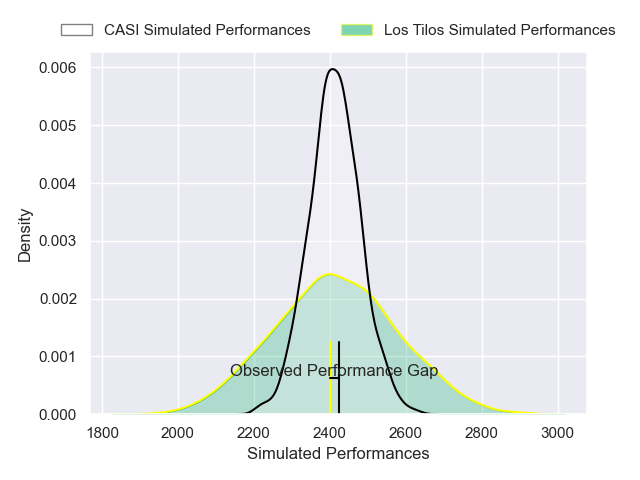 CASI Simulated Performances Los Tilos Simulated Performances
0.006
0.005
0.004
0.003
0.002
0.001
0.000
Density
Observed Performance Gap
1800 2000 2200 2400 2600 2800 3000
Simulated Performances